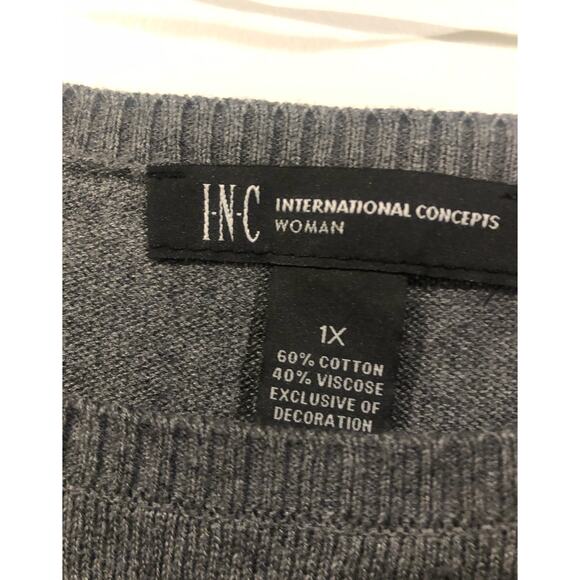 I·N·C INTERNATIONAL CONCEPTS
WOMAN
1X
60% COTTON
40% VISCOSE
EXCLUSIVE OF
DECORATION